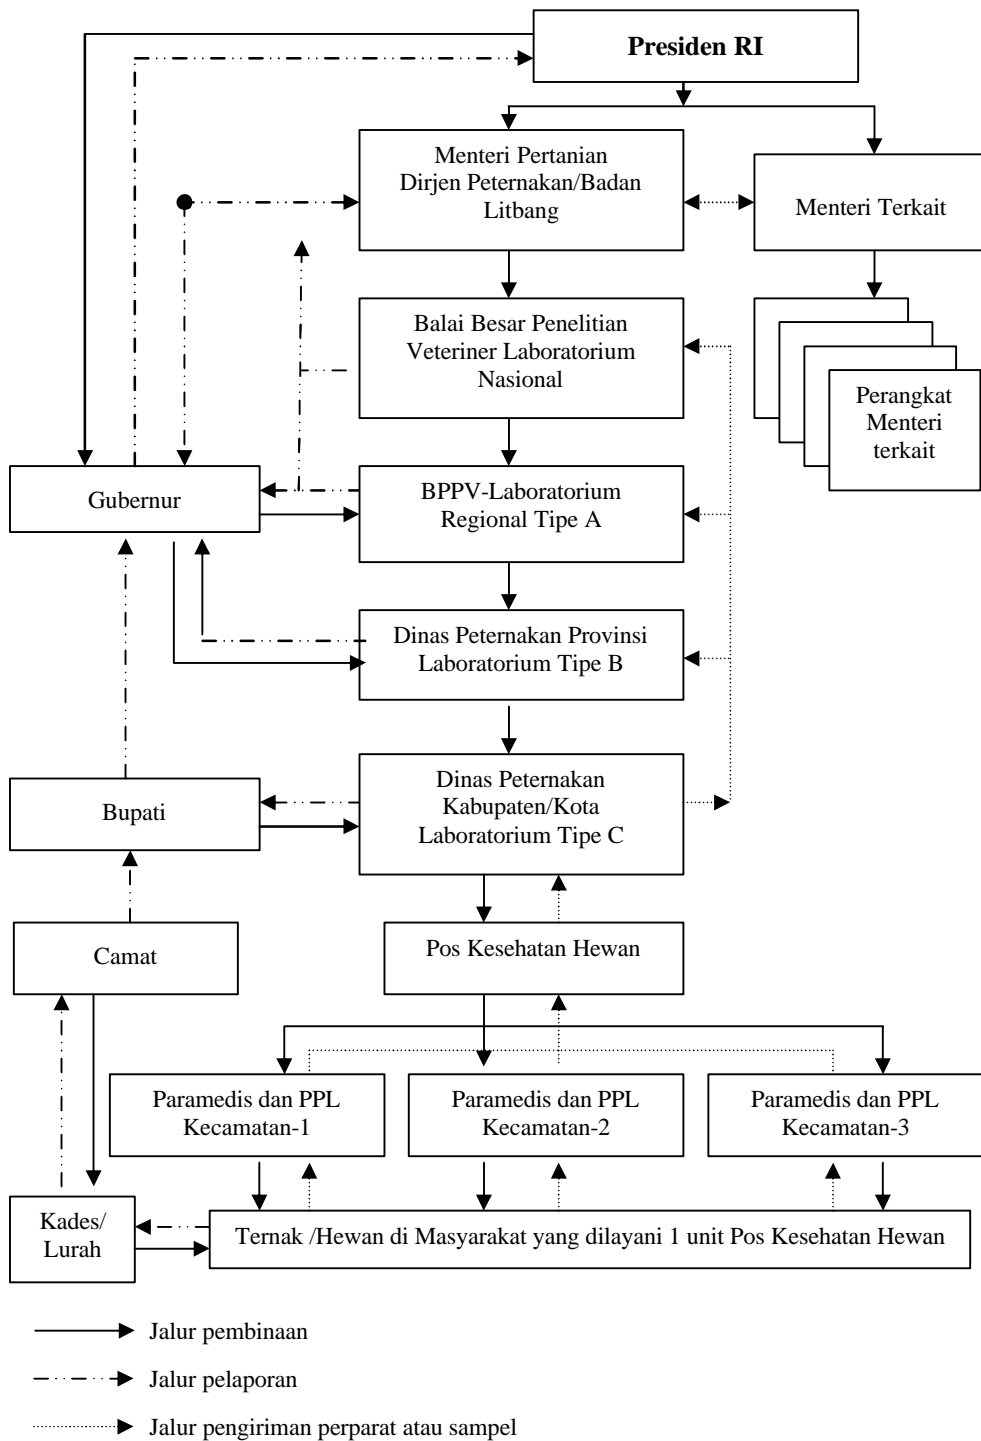 Presiden RI
Menteri Pertanian
Dirjen Peternakan/Badan
Litbang
Menteri Terkait
Balai Besar Penelitian
Veteriner Laboratorium
Nasional
Perangkat
Menteri
terkait
Gubernur
BPPV-Laboratorium
Regional Tipe A
Dinas Peternakan Provinsi
Laboratorium Tipe B
Bupati
Dinas Peternakan
Kabupaten/Kota
Laboratorium Tipe C
Camat
Pos Kesehatan Hewan
Paramedis dan PPL
Kecamatan-1
Paramedis dan PPL
Kecamatan-2
Paramedis dan PPL
Kecamatan-3
Kades/
Lurah
Ternak /Hewan di Masyarakat yang dilayani 1 unit Pos Kesehatan Hewan
Jalur pembinaan
Jalur pelaporan
Jalur pengiriman perparat atau sampel